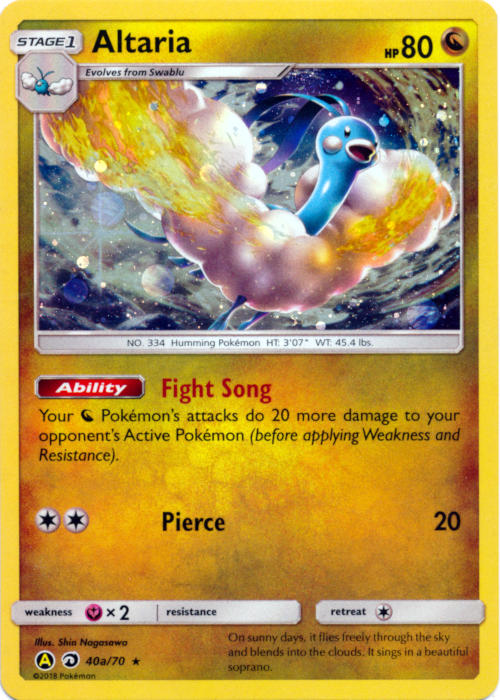 STAGE1 Altaria HP 80
Evolves from Swablu
NO. 334 Humming Pokémon HT: 3'07" WT: 45.4 lbs.
Ability Fight Song
Your Pokémon's attacks do 20 more damage to your
opponent's Active Pokémon (before applying Weakness and
Resistance).
Pierce 20
weakness × 2 resistance retreat
Illus. Shin Nagasawa
A 40a/70 ★
©2018 Pokémon
On sunny days, it flies freely through the sky
and blends into the clouds. It sings in a beautiful
soprano.